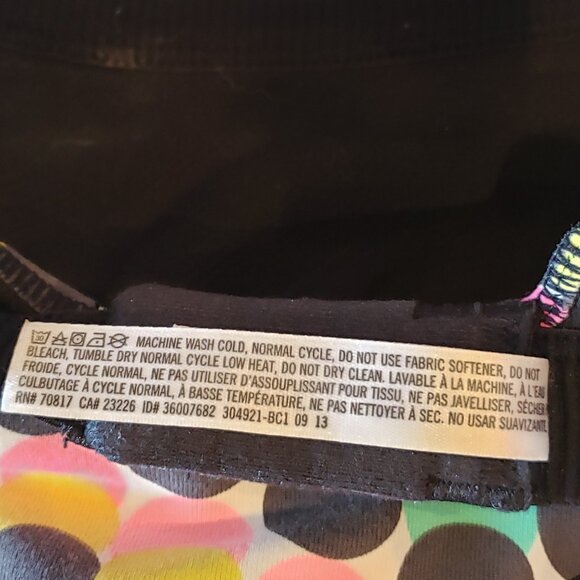 30 MACHINE WASH COLD, NORMAL CYCLE, DO NOT USE FABRIC SOFTENER, DO NOT
BLEACH, TUMBLE DRY NORMAL CYCLE LOW HEAT, DO NOT DRY CLEAN. LAVABLE À LA MACHINE, À L'EAU
FROIDE, CYCLE NORMAL, NE PAS UTILISER D'ASSOUPLISSANT POUR TISSU, NE PAS JAVELLISER, SÉCHER
CULBUTAGE À CYCLE NORMAL, À BASSE TEMPÉRATURE, NE PAS NETTOYER À SEC. NO USAR SUAVIZANTE.
RN# 70817 CA# 23226 ID# 36007682 304921-BC1 09 13